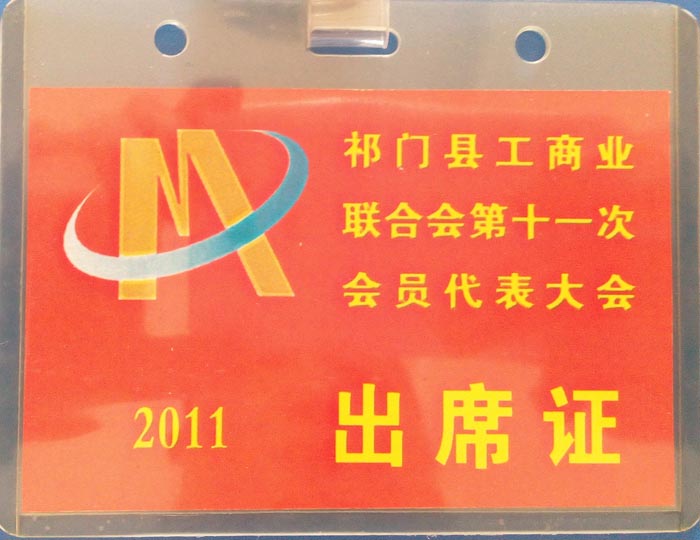 祁门县工商业
联合会第十一次
会员代表大会
2011
出席证